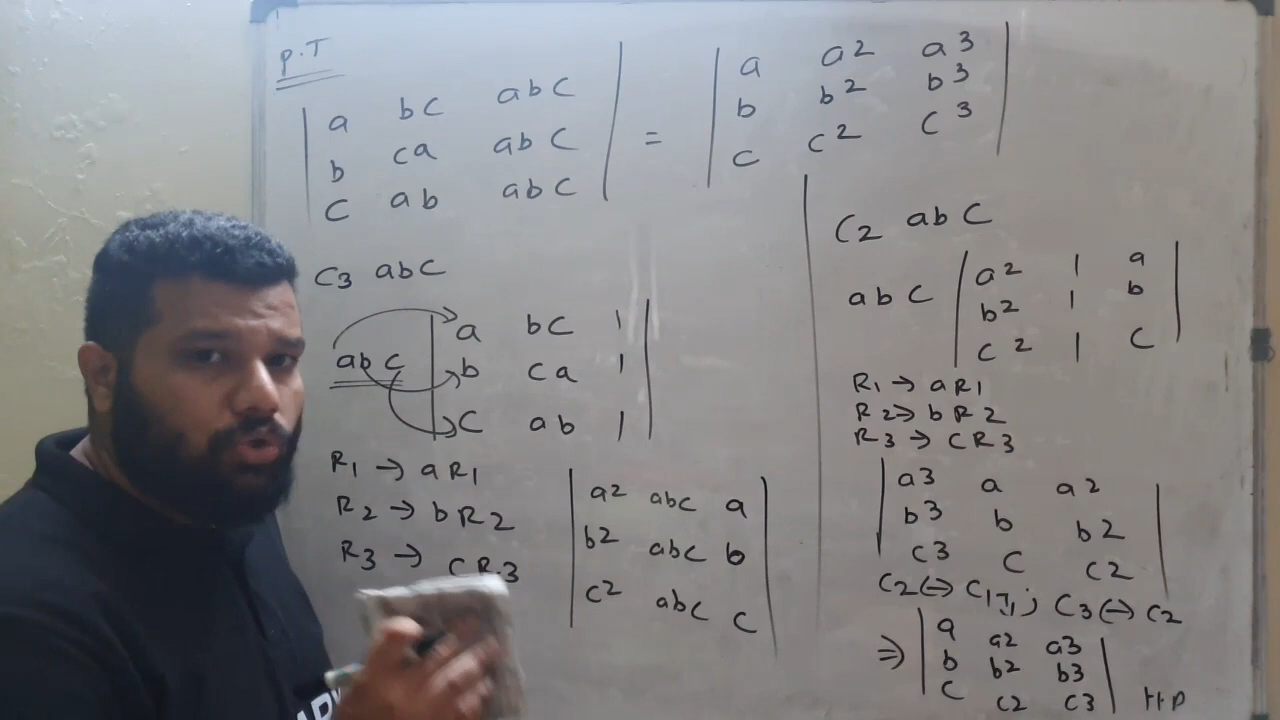 P.T
| a bc abc | = | a a2 a3 |
| b ca abc | | b b2 b3 |
| c ab abc | | c c2 c3 |
C3 abc
abc | a bc 1 |
| b ca 1 |
| c ab 1 |
R1 → aR1
R2 → bR2
R3 → CR3
| a2 abc a |
| b2 abc b |
| c2 abc c |
C2 abc
abc | a2 1 a |
| b2 1 b |
| c2 1 c |
R1 → aR1
R2 → bR2
R3 → CR3
| a3 a a2 |
| b3 b b2 |
| c3 c c2 |
C2 ↔ C1 ; C3 ↔ C2
⇒ | a a2 a3 |
| b b2 b3 |
| c c2 c3 | H.P